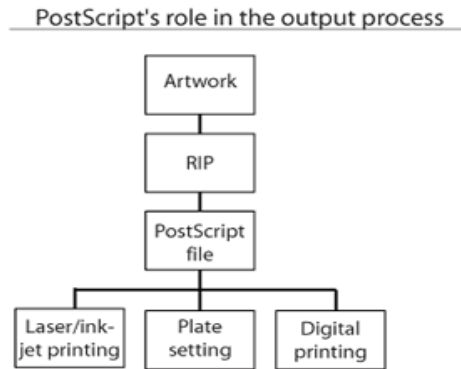 PostScript's role in the output process
Artwork
RIP
PostScript
file
Laser/ink-
jet printing
Plate
setting
Digital
printing